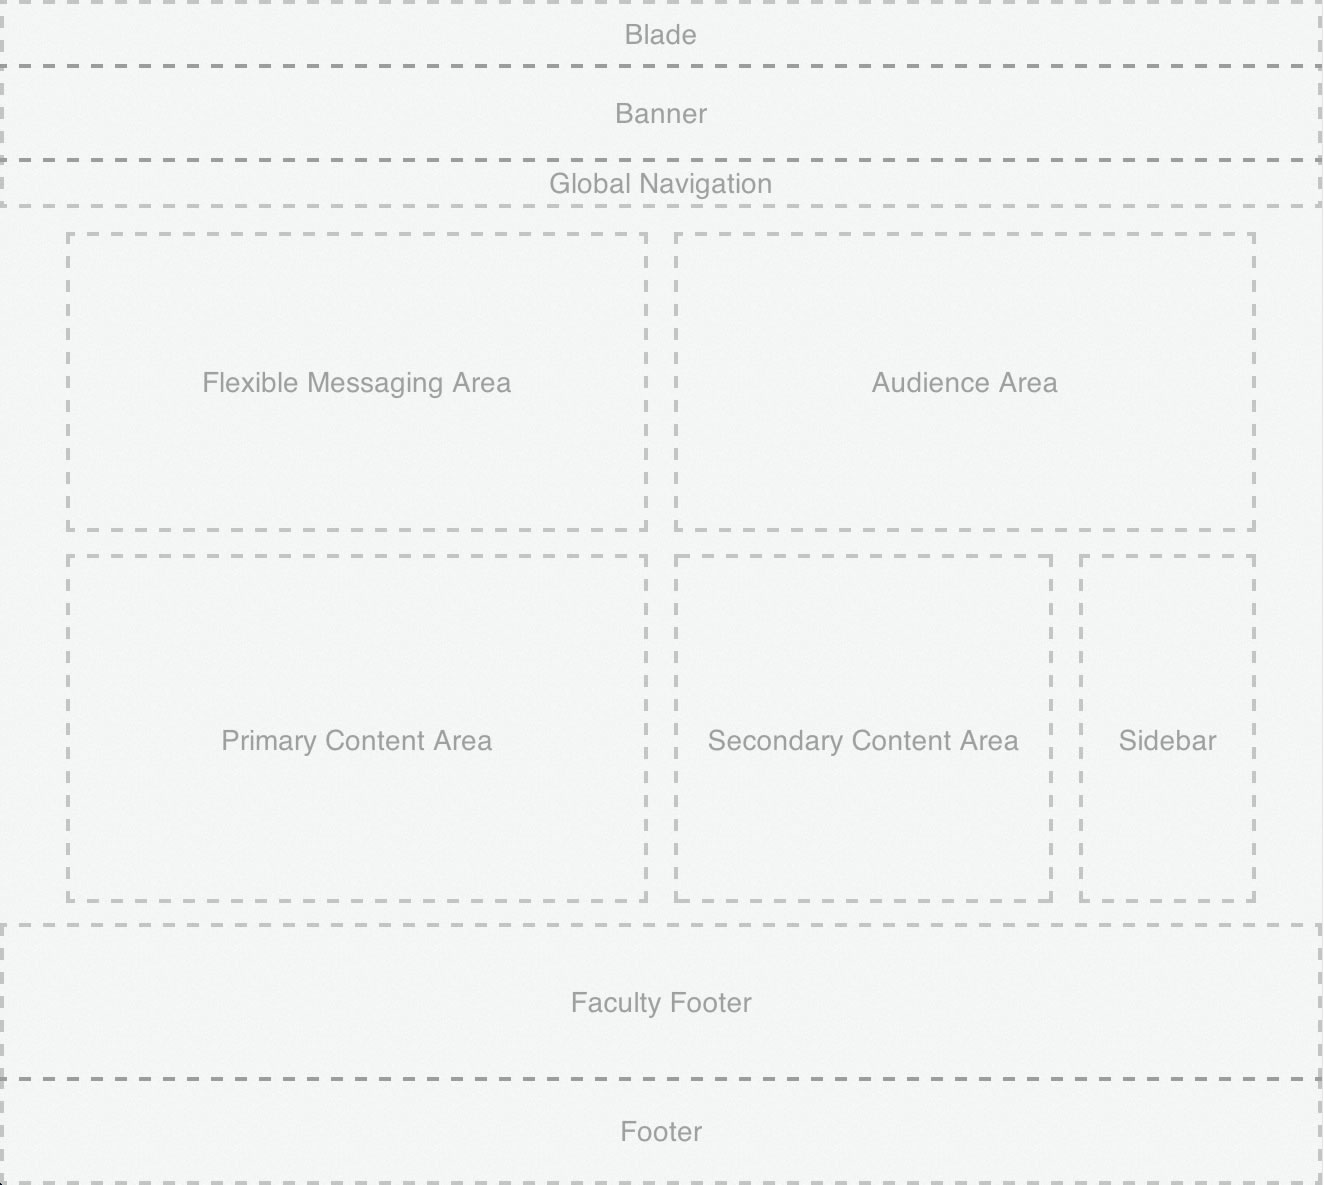 Blade
Banner
Global Navigation
Flexible Messaging Area
Audience Area
Primary Content Area
Secondary Content Area
Sidebar
Faculty Footer
Footer